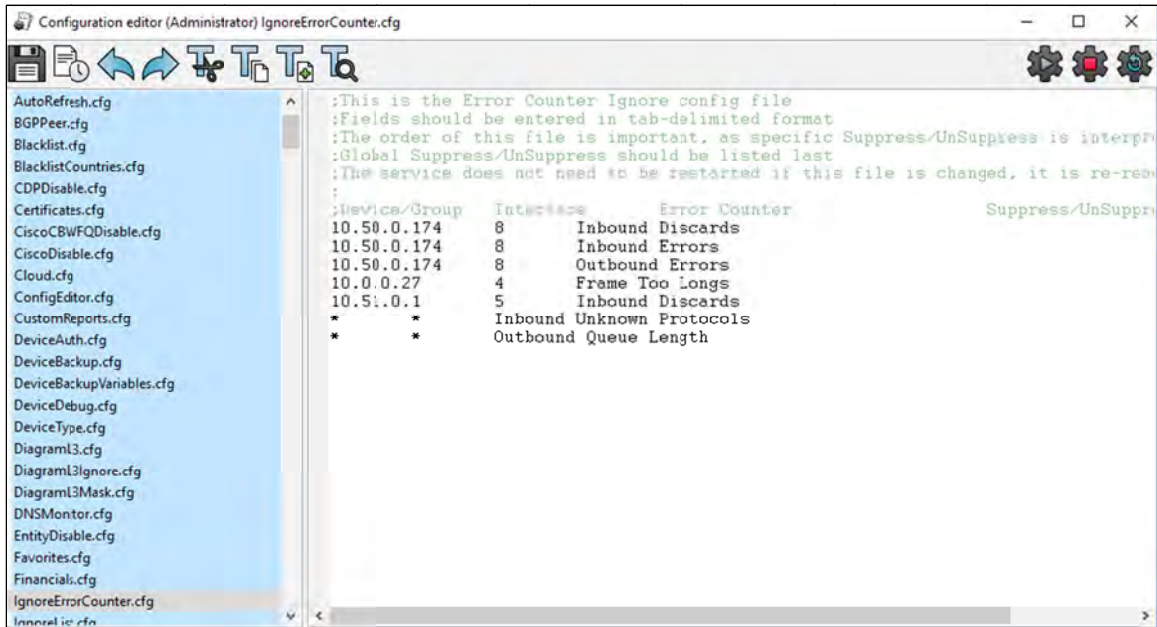 Configuration editor (Administrator) IgnoreErrorCounter.cfg
AutoRefresh.cfg
BGPPeer.cfg
Blacklist.cfg
BlacklistCountries.cfg
CDPDisable.cfg
Certificates.cfg
CiscoCBWFQDisable.cfg
CiscoDisable.cfg
Cloud.cfg
ConfigEditor.cfg
CustomReports.cfg
DeviceAuth.cfg
DeviceBackup.cfg
DeviceBackupVariables.cfg
DeviceDebug.cfg
DeviceType.cfg
DiagramL3.cfg
DiagramL3Ignore.cfg
DiagramL3Mask.cfg
DNSMonitor.cfg
EntityDisable.cfg
Favorites.cfg
Financials.cfg
IgnoreErrorCounter.cfg
IgnoreList.cfg
;This is the Error Counter Ignore config file
;Fields should be entered in tab-delimited format
;The order of this file is important, as specific Suppress/UnSuppress is interpr
;Global Suppress/UnSuppress should be listed last
;The service does not need to be restarted if this file is changed, it is re-rea
;
;Device/Group Interface Error Counter Suppress/UnSuppr
10.50.0.174 8 Inbound Discards
10.50.0.174 8 Inbound Errors
10.50.0.174 8 Outbound Errors
10.0.0.27 4 Frame Too Longs
10.51.0.1 5 Inbound Discards
* * Inbound Unknown Protocols
* * Outbound Queue Length